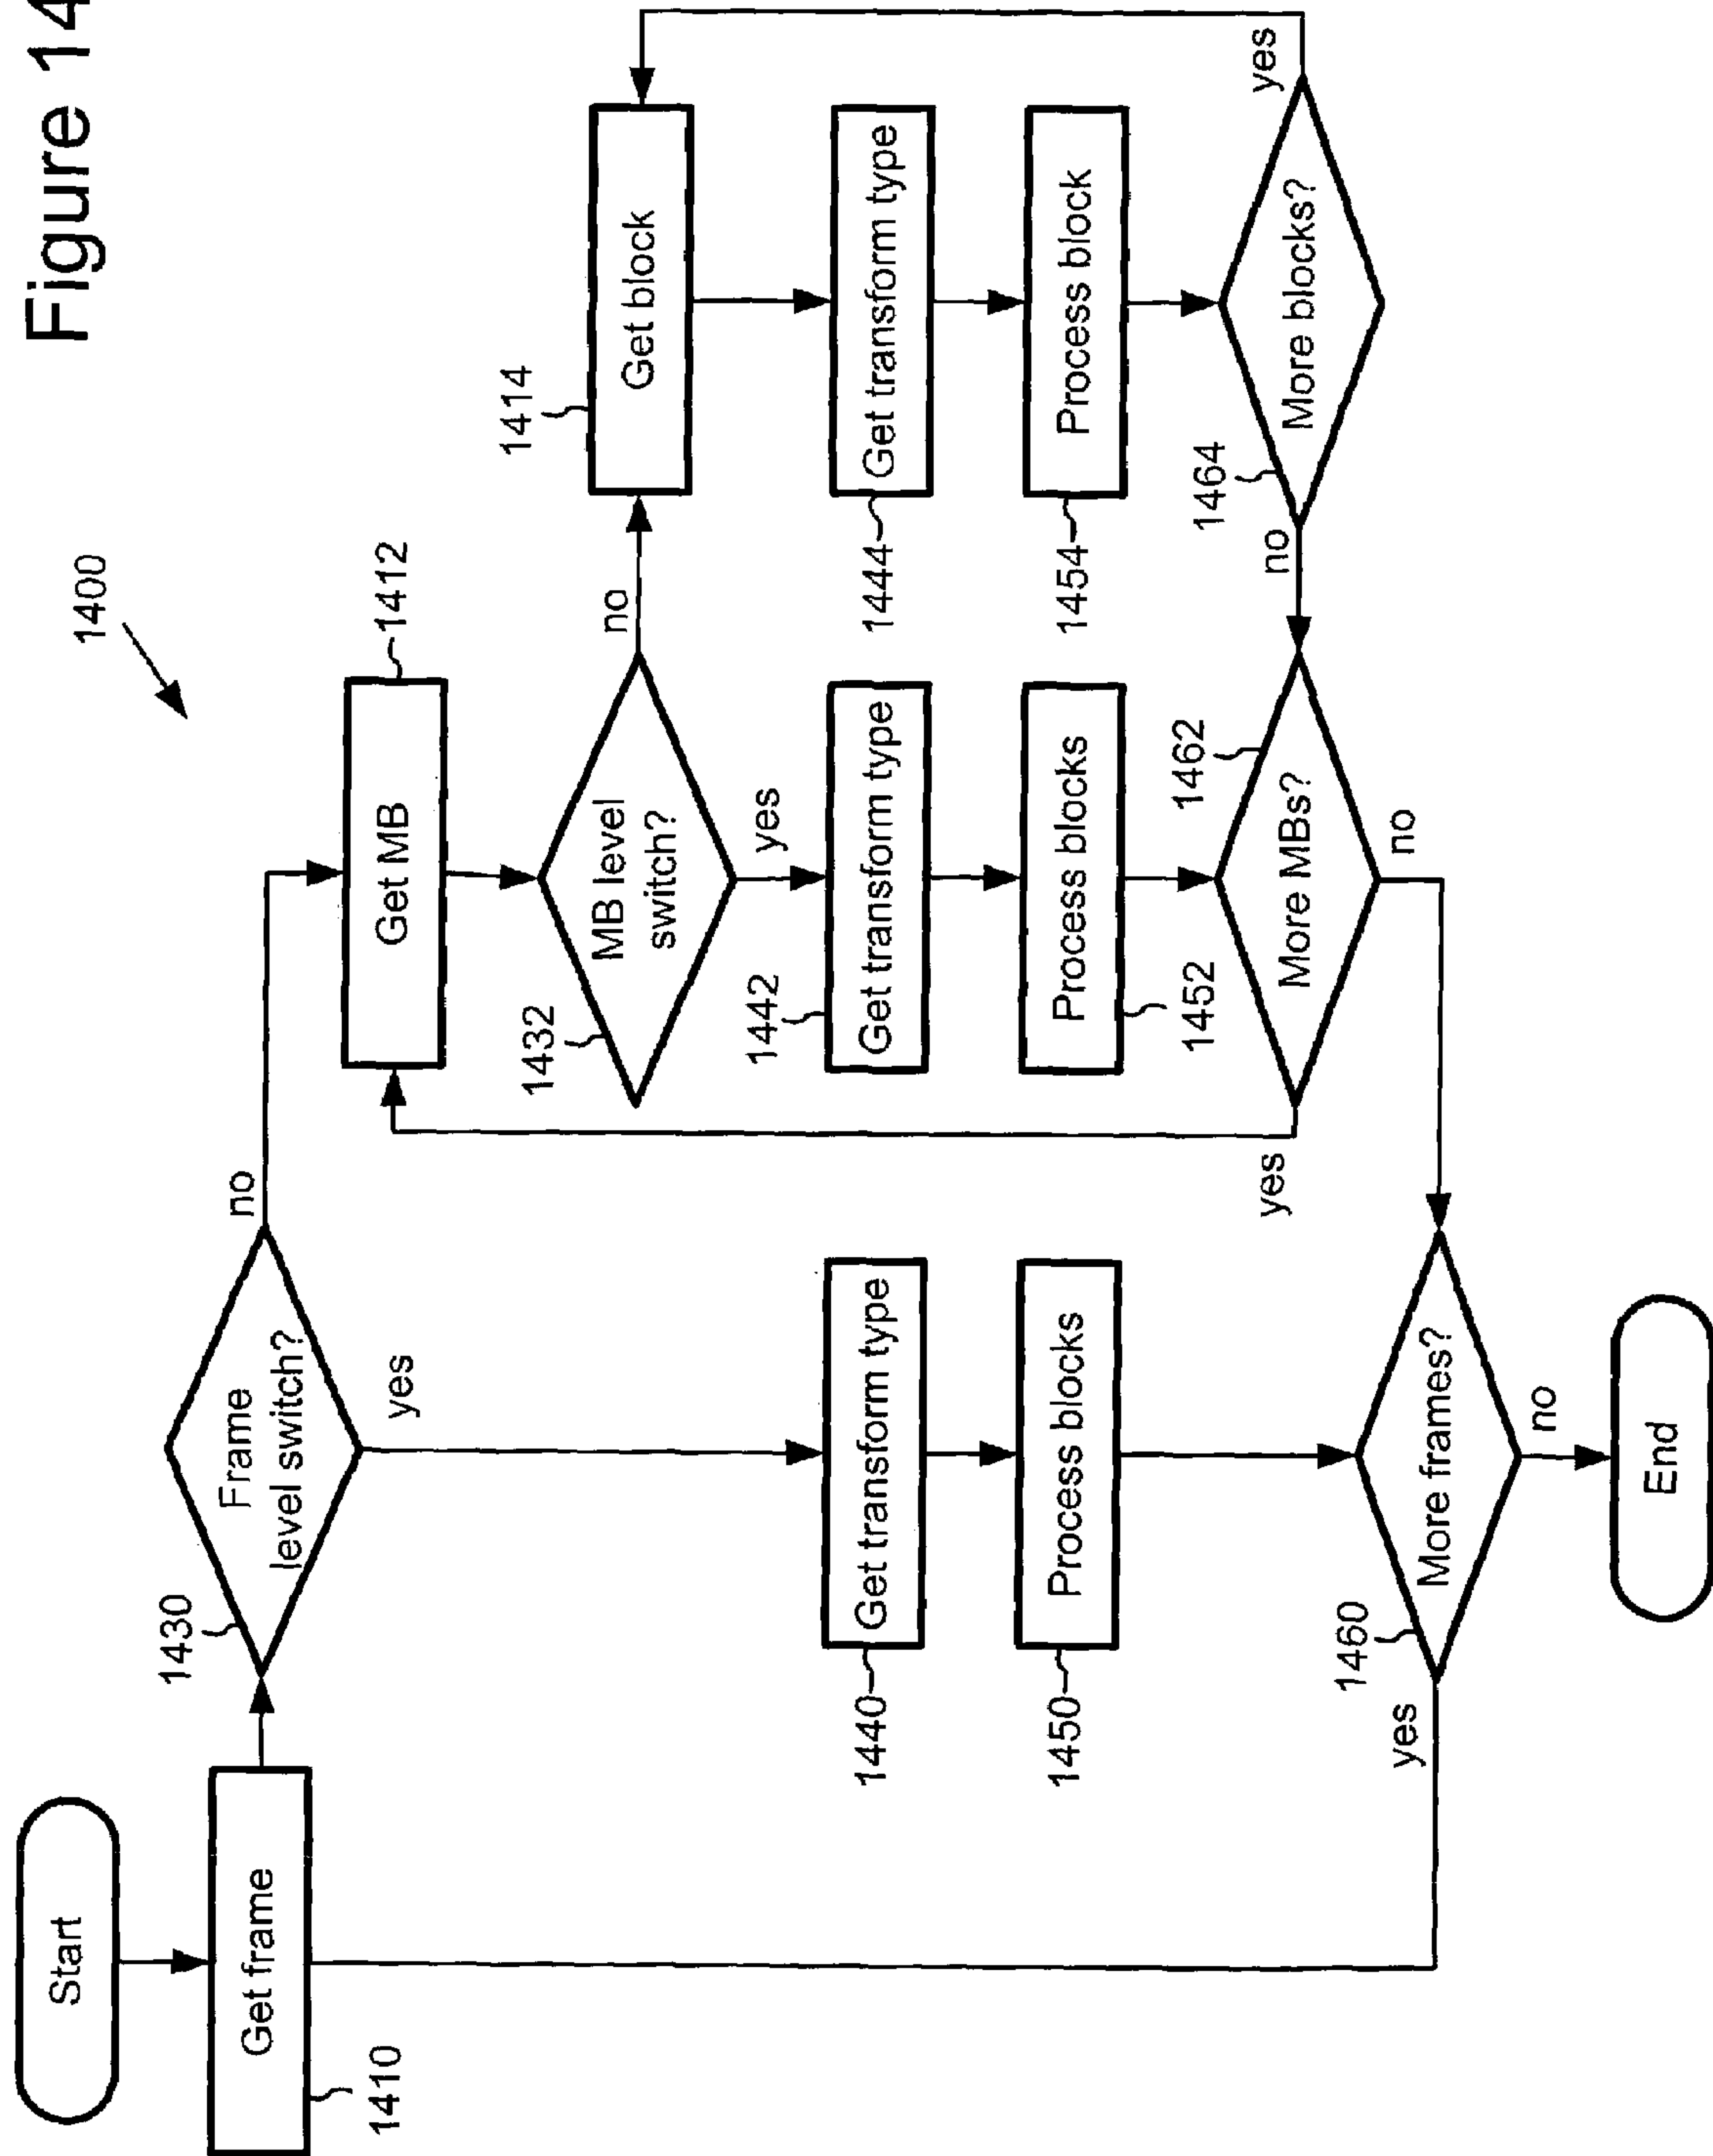 Figure 14
1400
Start
Get frame
1410
1430
Frame
level switch?
no
yes
Get MB
1412
1432
MB level
switch?
no
yes
1414
Get block
1440
Get transform type
1442
Get transform type
1444
Get transform type
1450
Process blocks
1452
Process blocks
1454
Process block
1460
More frames?
yes
no
1462
More MBs?
yes
no
1464
More blocks?
no
yes
End